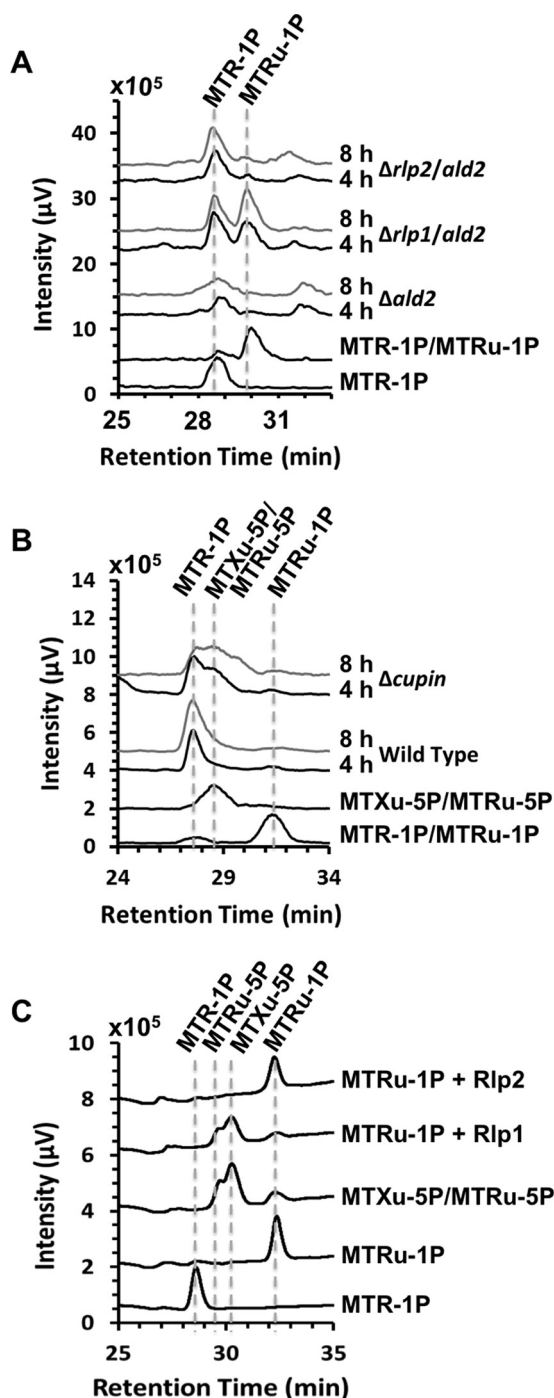 A
x10⁵
MTR-1P
MTRu-1P
40
30
20
10
0
Intensity (µV)
8 h
4 h
Δrlp2/ald2
8 h
4 h
Δrlp1/ald2
8 h
4 h
Δald2
MTR-1P/MTRu-1P
MTR-1P
25 28 31
Retention Time (min)
B
x10⁵
MTR-1P
MTXu-5P/
MTRu-5P
MTRu-1P
14
12
10
8
6
4
2
0
Intensity (µV)
8 h
4 h
Δcupin
8 h
4 h
Wild Type
MTXu-5P/MTRu-5P
MTR-1P/MTRu-1P
24 29 34
Retention Time (min)
C
x10⁵
MTR-1P
MTRu-5P
MTXu-5P
MTRu-1P
10
8
6
4
2
0
Intensity (µV)
MTRu-1P + Rlp2
MTRu-1P + Rlp1
MTXu-5P/MTRu-5P
MTRu-1P
MTR-1P
25 30 35
Retention Time (min)